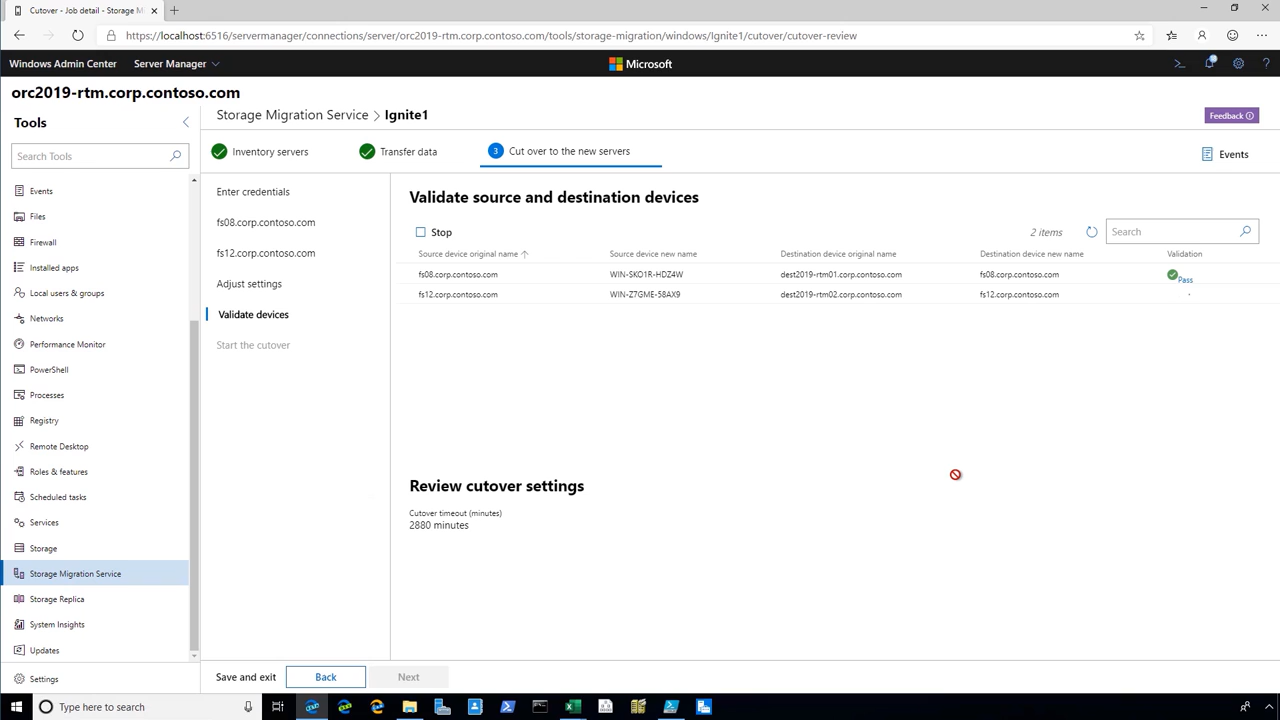 Cutover - Job detail - Storage Mi
https://localhost:6516/servermanager/connections/server/orc2019-rtm.corp.contoso.com/tools/storage-migration/windows/Ignite1/cutover/cutover-review
Windows Admin Center
Server Manager
Microsoft
orc2019-rtm.corp.contoso.com
Tools
Search Tools
Events
Files
Firewall
Installed apps
Local users & groups
Networks
Performance Monitor
PowerShell
Processes
Registry
Remote Desktop
Roles & features
Scheduled tasks
Services
Storage
Storage Migration Service
Storage Replica
System Insights
Updates
Settings
Storage Migration Service > Ignite1
Feedback
Inventory servers
Transfer data
3 Cut over to the new servers
Events
Enter credentials
fs08.corp.contoso.com
fs12.corp.contoso.com
Adjust settings
Validate devices
Start the cutover
Validate source and destination devices
Stop
2 items
Search
Source device original name Source device new name Destination device original name Destination device new name Validation
fs08.corp.contoso.com WIN-SKO1R-HDZ4W dest2019-rtm01.corp.contoso.com fs08.corp.contoso.com Pass
fs12.corp.contoso.com WIN-Z7GME-58AX9 dest2019-rtm02.corp.contoso.com fs12.corp.contoso.com
Review cutover settings
Cutover timeout (minutes)
2880 minutes
Save and exit
Back
Next
Type here to search